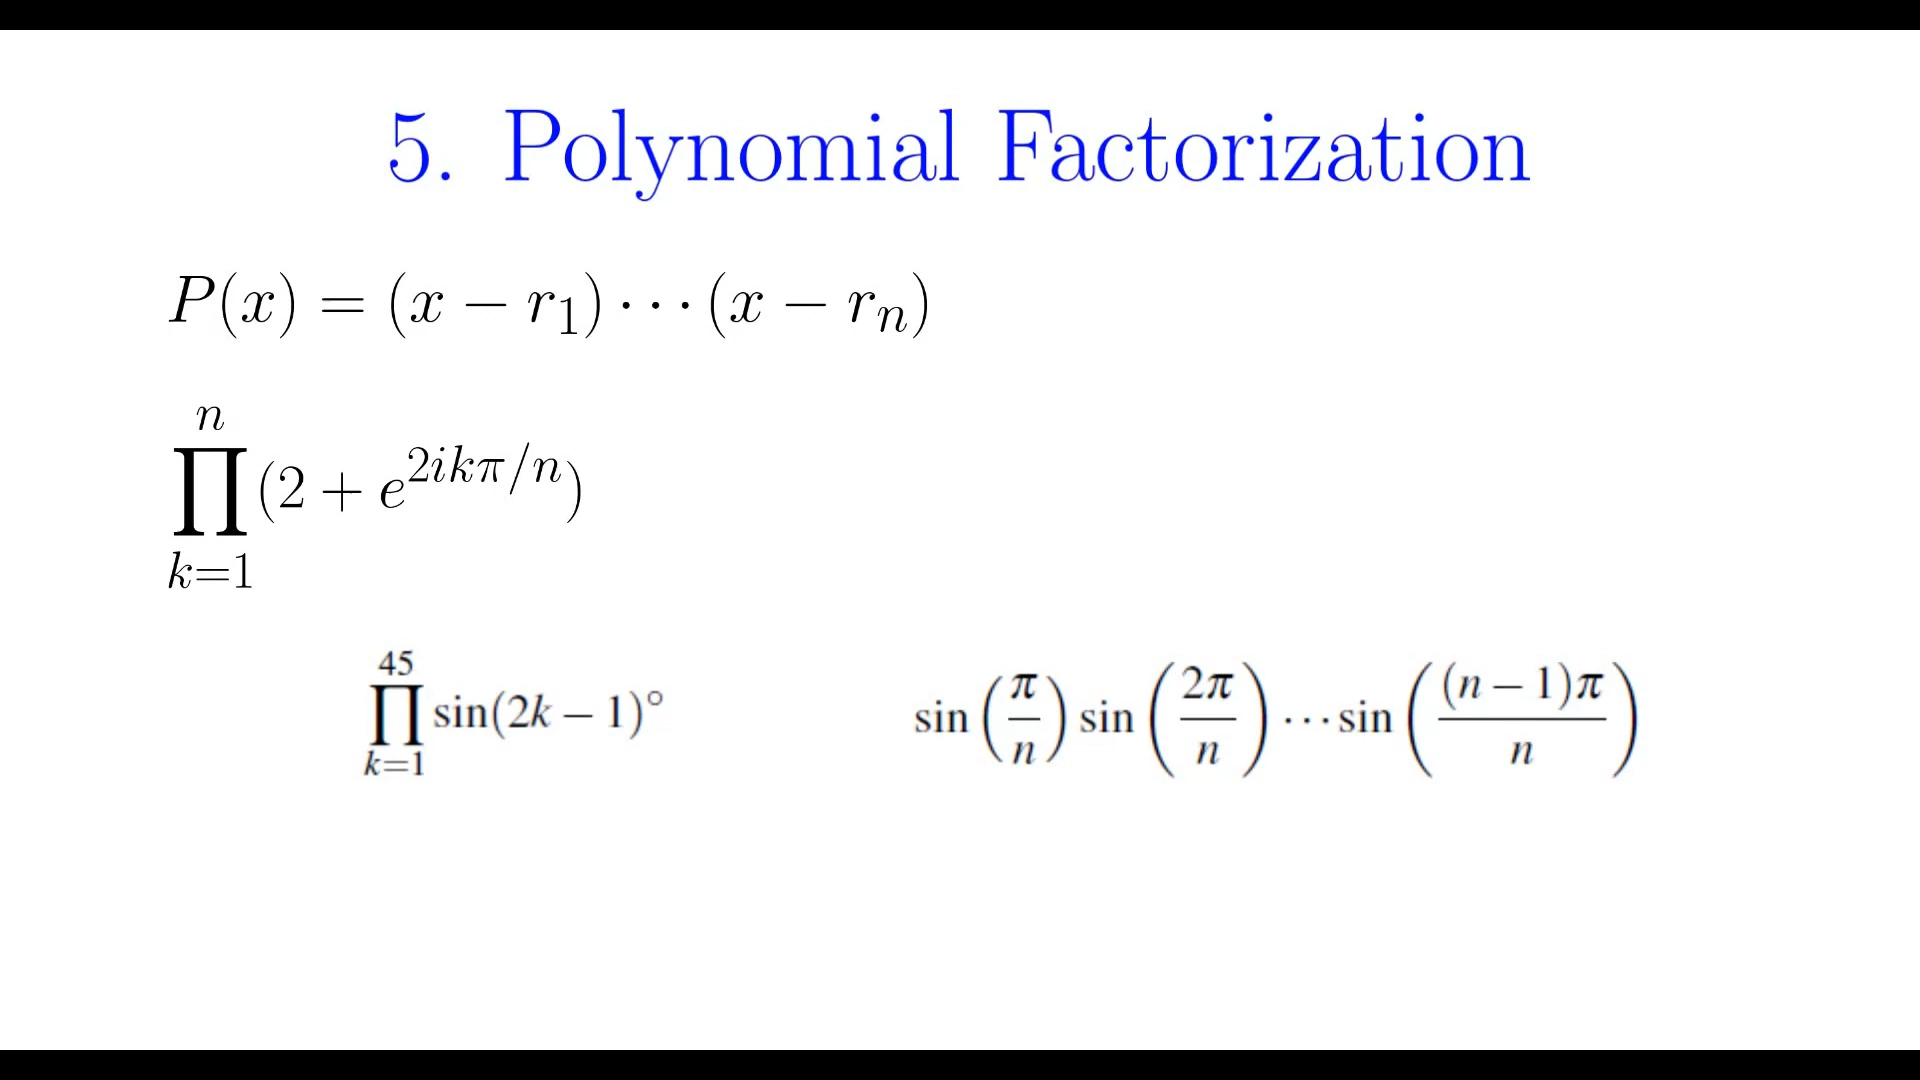 5. Polynomial Factorization
P(x) = (x − r₁) ⋯ (x − rₙ)
∏_{k=1}^{n} (2 + e^{2ikπ/n})
∏_{k=1}^{45} sin(2k − 1)° sin(π/n) sin(2π/n) ⋯ sin((n − 1)π/n)